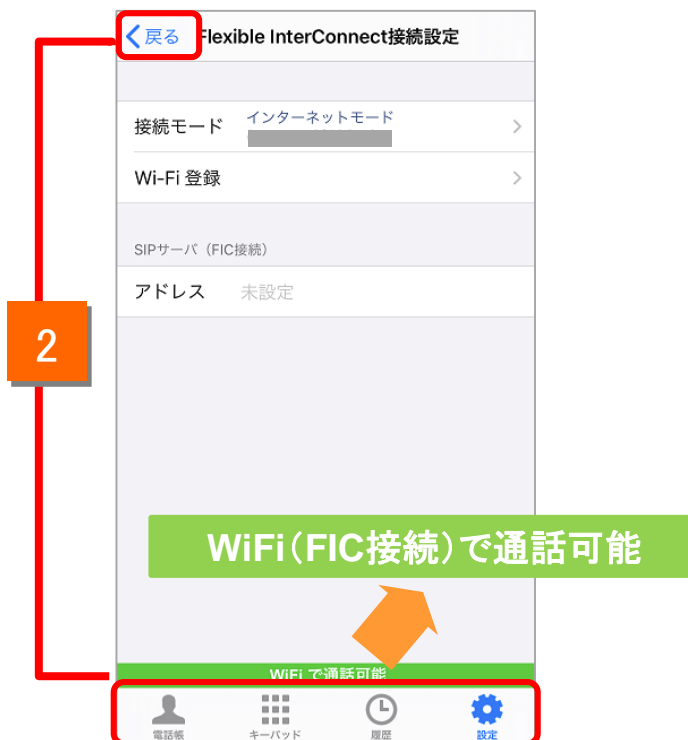 戻る Flexible InterConnect接続設定
接続モード インターネットモード
Wi-Fi 登録
SIPサーバ（FIC接続）
アドレス 未設定
2
WiFi（FIC接続）で通話可能
WiFi で通話可能
電話帳 キーパッド 履歴 設定